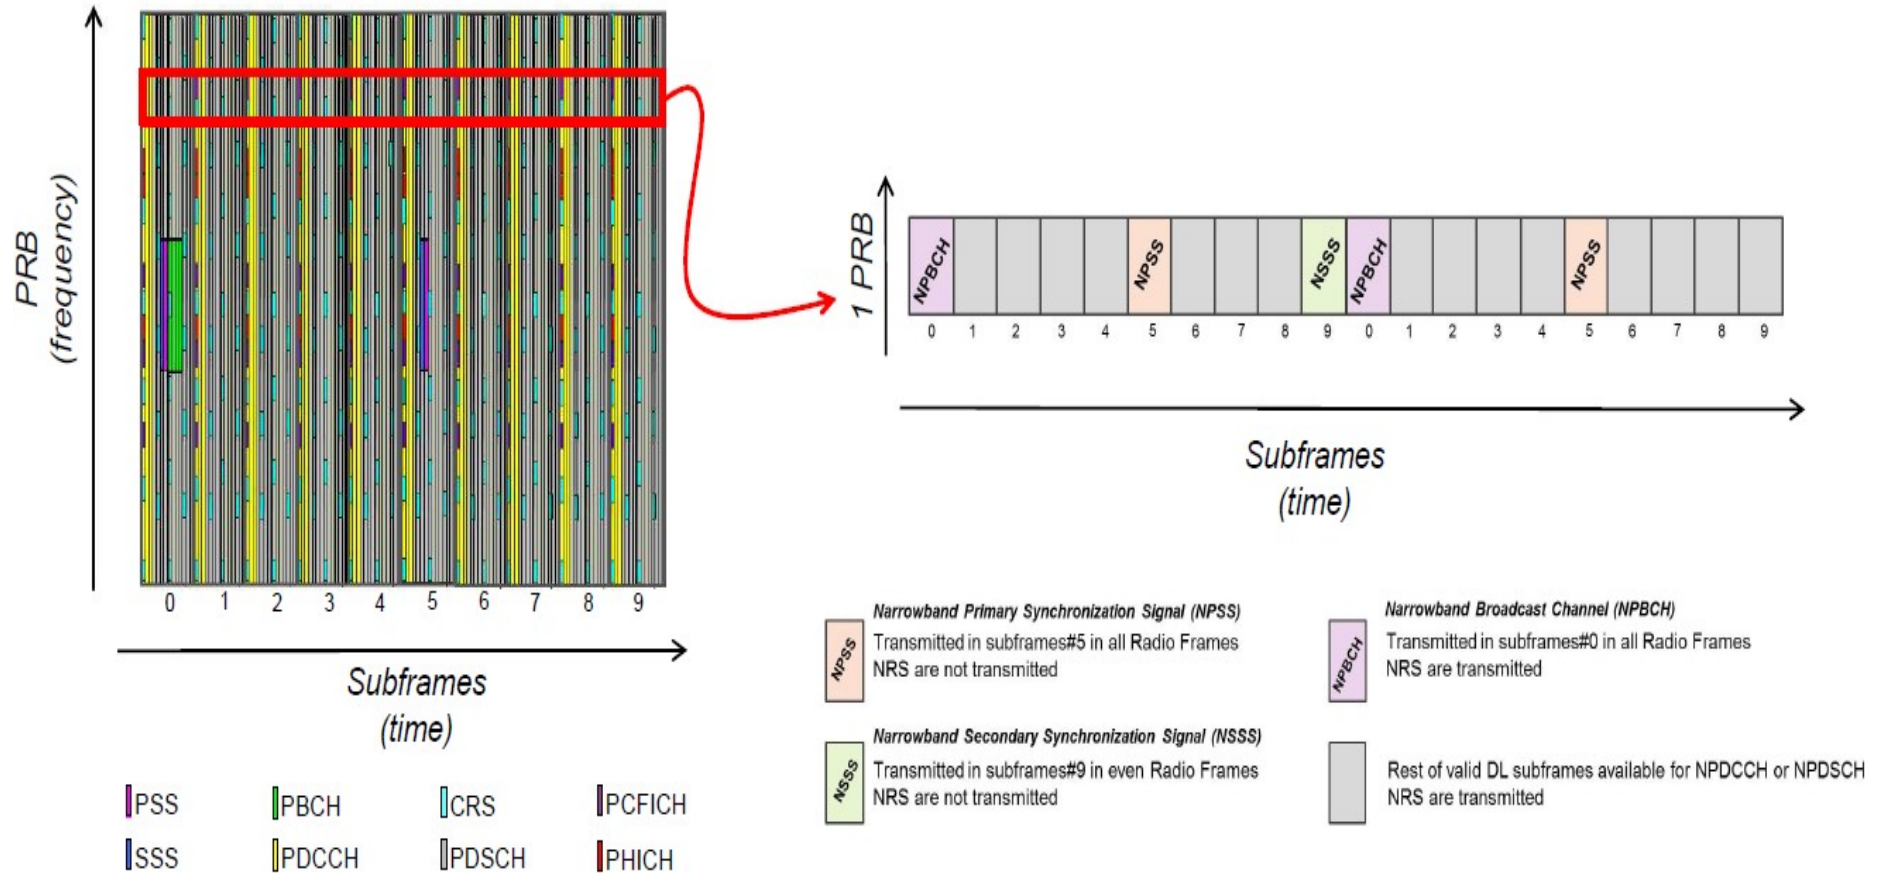 PRB
(frequency)
0 1 2 3 4 5 6 7 8 9
Subframes
(time)
PSS PBCH CRS PCFICH
SSS PDCCH PDSCH PHICH
1 PRB
NPBCH NPSS NSSS NPBCH NPSS
0 1 2 3 4 5 6 7 8 9 0 1 2 3 4 5 6 7 8 9
Subframes
(time)
NPSS
Narrowband Primary Synchronization Signal (NPSS)
Transmitted in subframes#5 in all Radio Frames
NRS are not transmitted
NSSS
Narrowband Secondary Synchronization Signal (NSSS)
Transmitted in subframes#9 in even Radio Frames
NRS are not transmitted
NPBCH
Narrowband Broadcast Channel (NPBCH)
Transmitted in subframes#0 in all Radio Frames
NRS are transmitted
Rest of valid DL subframes available for NPDCCH or NPDSCH
NRS are transmitted